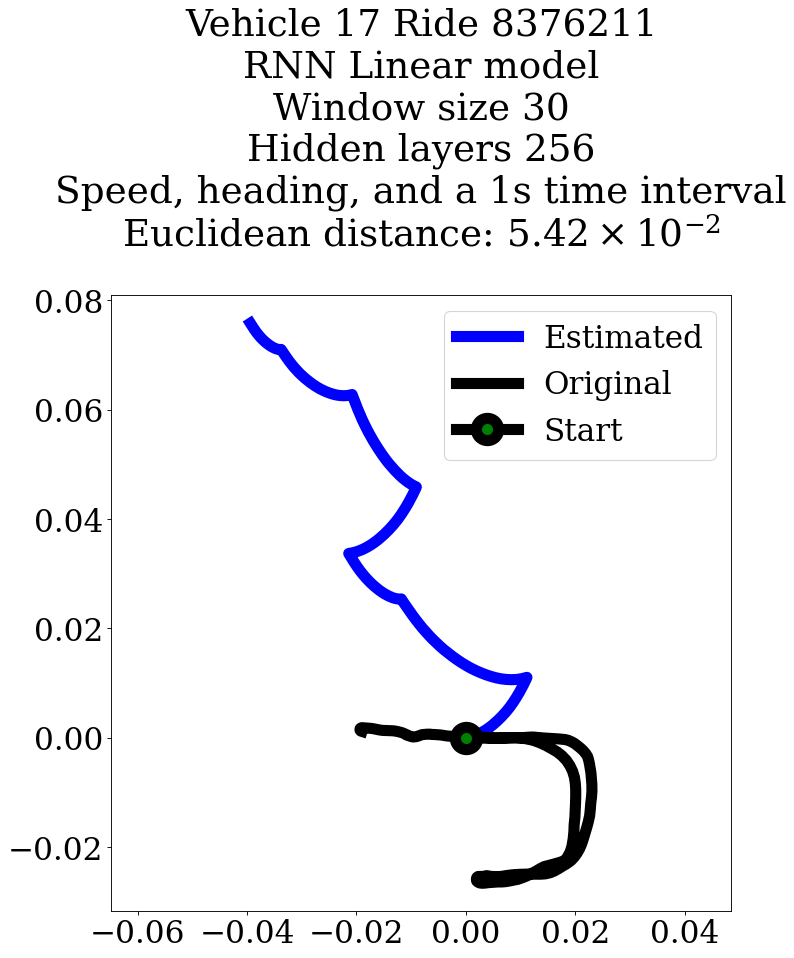 Vehicle 17 Ride 8376211
RNN Linear model
Window size 30
Hidden layers 256
Speed, heading, and a 1s time interval
Euclidean distance: 5.42 × 10⁻²
Estimated
Original
Start
0.08
0.06
0.04
0.02
0.00
−0.02
−0.06 −0.04 −0.02 0.00 0.02 0.04